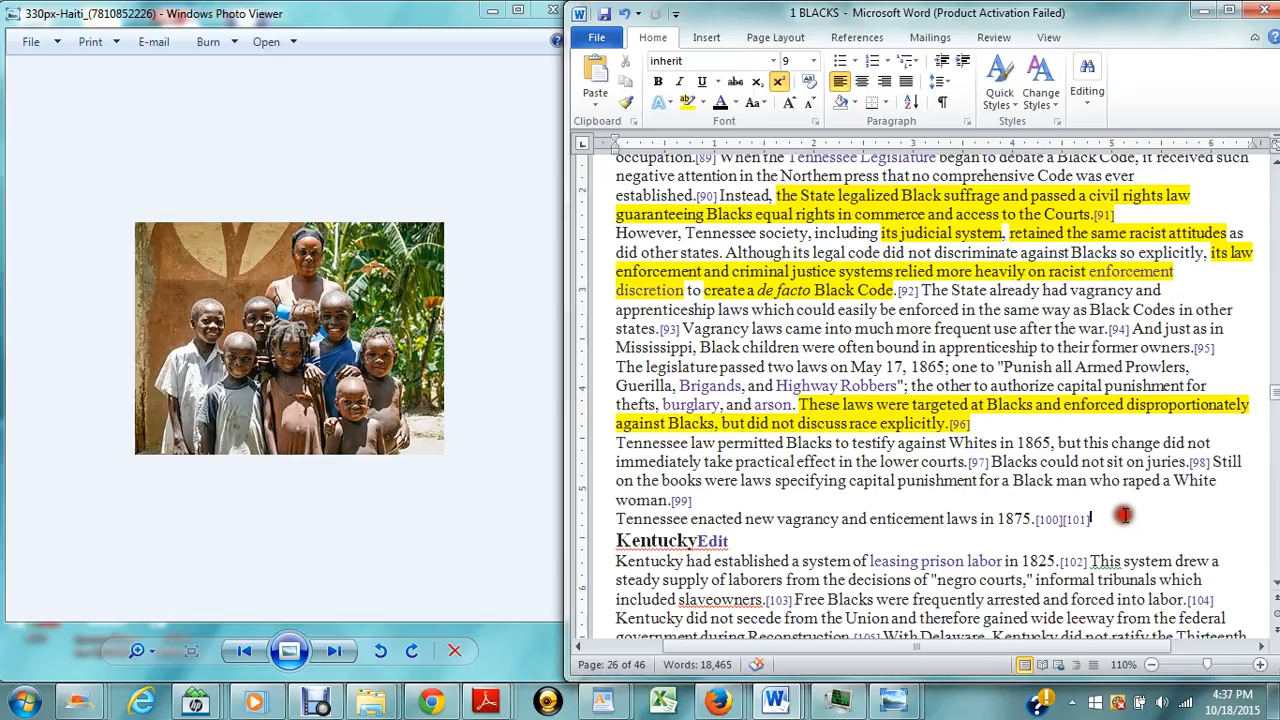 330px-Haiti_(7810852226) - Windows Photo Viewer
File Print E-mail Burn Open
1 BLACKS - Microsoft Word (Product Activation Failed)
File Home Insert Page Layout References Mailings Review View
inherit 9
Paste
Quick Styles
Change Styles
Editing
Clipboard Font Paragraph Styles
1 2 3 4 5 6
occupation.[89] When the Tennessee Legislature began to debate a Black Code, it received such
negative attention in the Northern press that no comprehensive Code was ever
established.[90] Instead, the State legalized Black suffrage and passed a civil rights law
guaranteeing Blacks equal rights in commerce and access to the Courts.[91]
However, Tennessee society, including its judicial system, retained the same racist attitudes as
did other states. Although its legal code did not discriminate against Blacks so explicitly, its law
enforcement and criminal justice systems relied more heavily on racist enforcement
discretion to create a de facto Black Code.[92] The State already had vagrancy and
apprenticeship laws which could easily be enforced in the same way as Black Codes in other
states.[93] Vagrancy laws came into much more frequent use after the war.[94] And just as in
Mississippi, Black children were often bound in apprenticeship to their former owners.[95]
The legislature passed two laws on May 17, 1865; one to "Punish all Armed Prowlers,
Guerilla, Brigands, and Highway Robbers"; the other to authorize capital punishment for
thefts, burglary, and arson. These laws were targeted at Blacks and enforced disproportionately
against Blacks, but did not discuss race explicitly.[96]
Tennessee law permitted Blacks to testify against Whites in 1865, but this change did not
immediately take practical effect in the lower courts.[97] Blacks could not sit on juries.[98] Still
on the books were laws specifying capital punishment for a Black man who raped a White
woman.[99]
Tennessee enacted new vagrancy and enticement laws in 1875.[100][101]
KentuckyEdit
Kentucky had established a system of leasing prison labor in 1825.[102] This system drew a
steady supply of laborers from the decisions of "negro courts," informal tribunals which
included slaveowners.[103] Free Blacks were frequently arrested and forced into labor.[104]
Kentucky did not secede from the Union and therefore gained wide leeway from the federal
government during Reconstruction.[105] With Delaware, Kentucky did not ratify the Thirteenth
Page: 26 of 46 Words: 18,465 110%
4:37 PM
10/18/2015